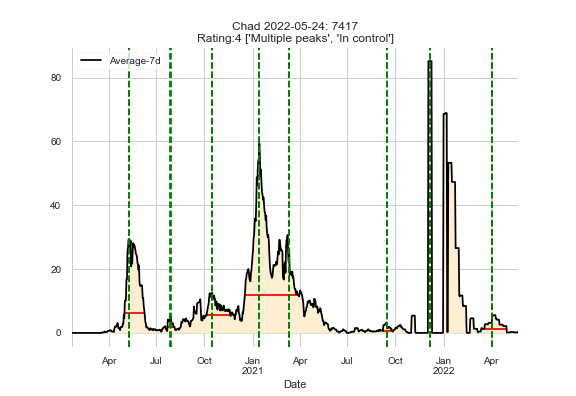 Chad 2022-05-24: 7417
Rating:4 ['Multiple peaks', 'In control']
Average-7d
80
60
40
20
0
Apr
Jul
Oct
Jan
2021
Apr
Jul
Oct
Jan
2022
Apr
Date